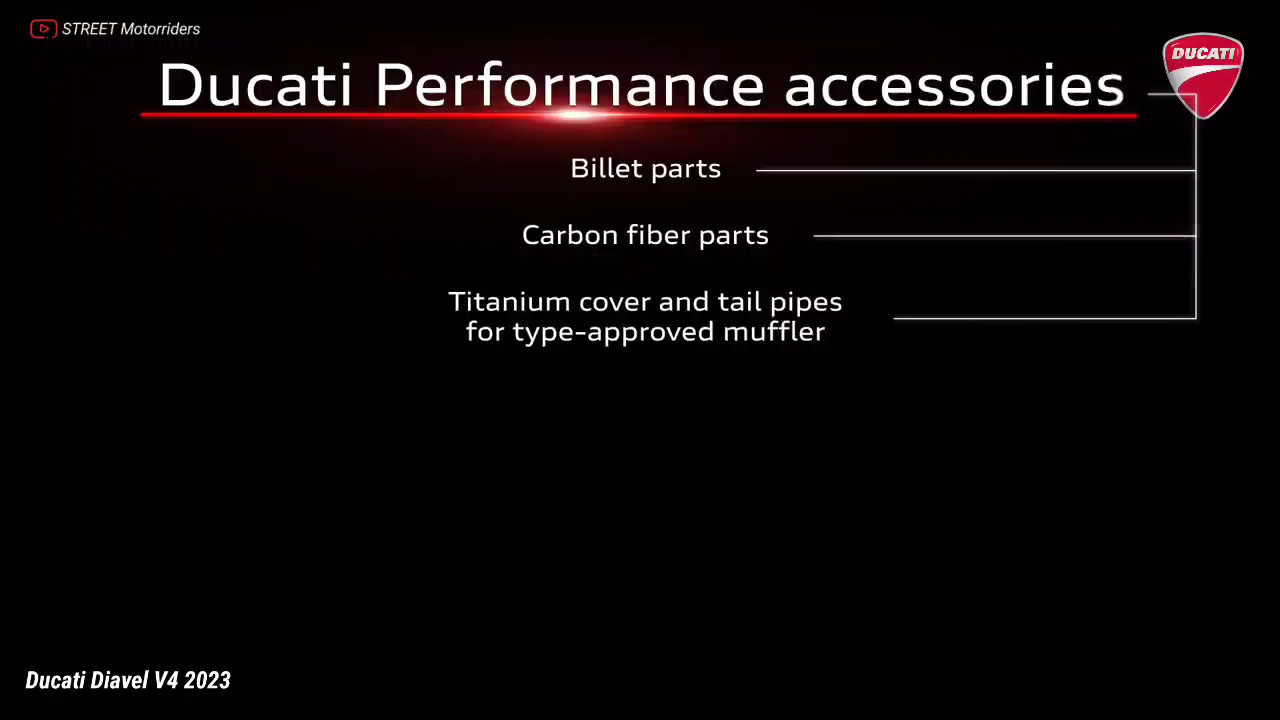 STREET Motorriders
DUCATI
Ducati Performance accessories
Billet parts
Carbon fiber parts
Titanium cover and tail pipes
for type-approved muffler
Ducati Diavel V4 2023